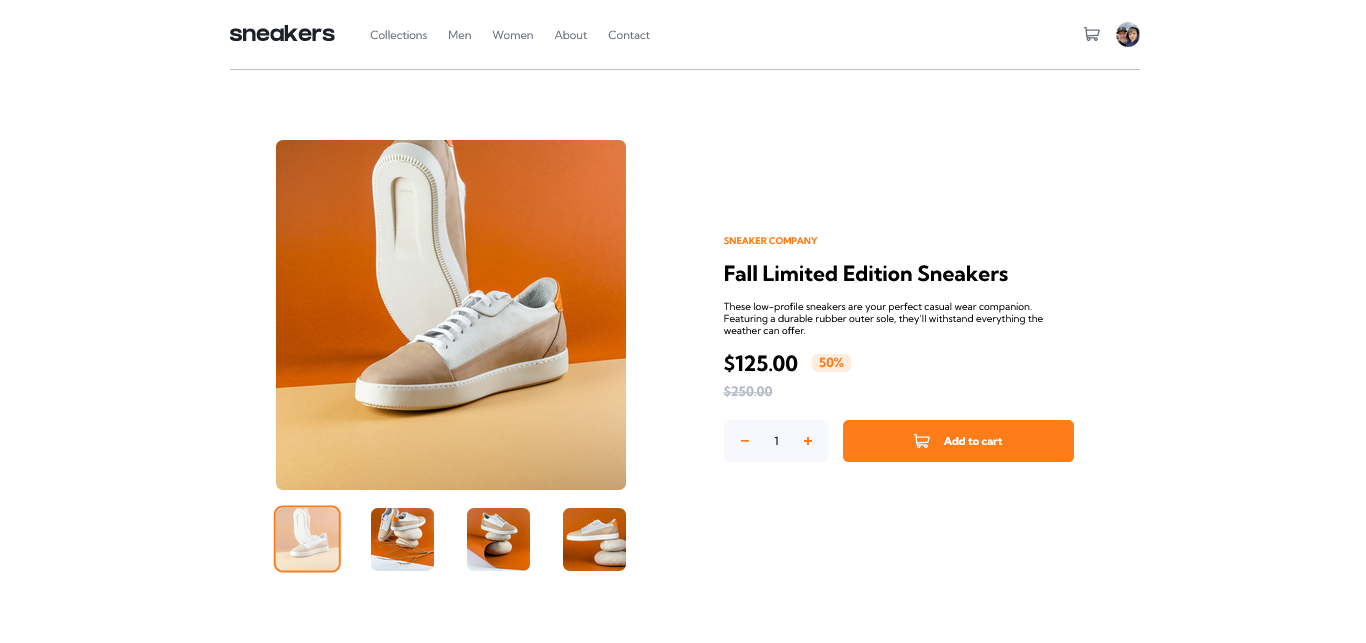 sneakers
Collections Men Women About Contact
SNEAKER COMPANY
Fall Limited Edition Sneakers
These low-profile sneakers are your perfect casual wear companion.
Featuring a durable rubber outer sole, they'll withstand everything the
weather can offer.
$125.00 50%
$250.00
− 1 +
Add to cart